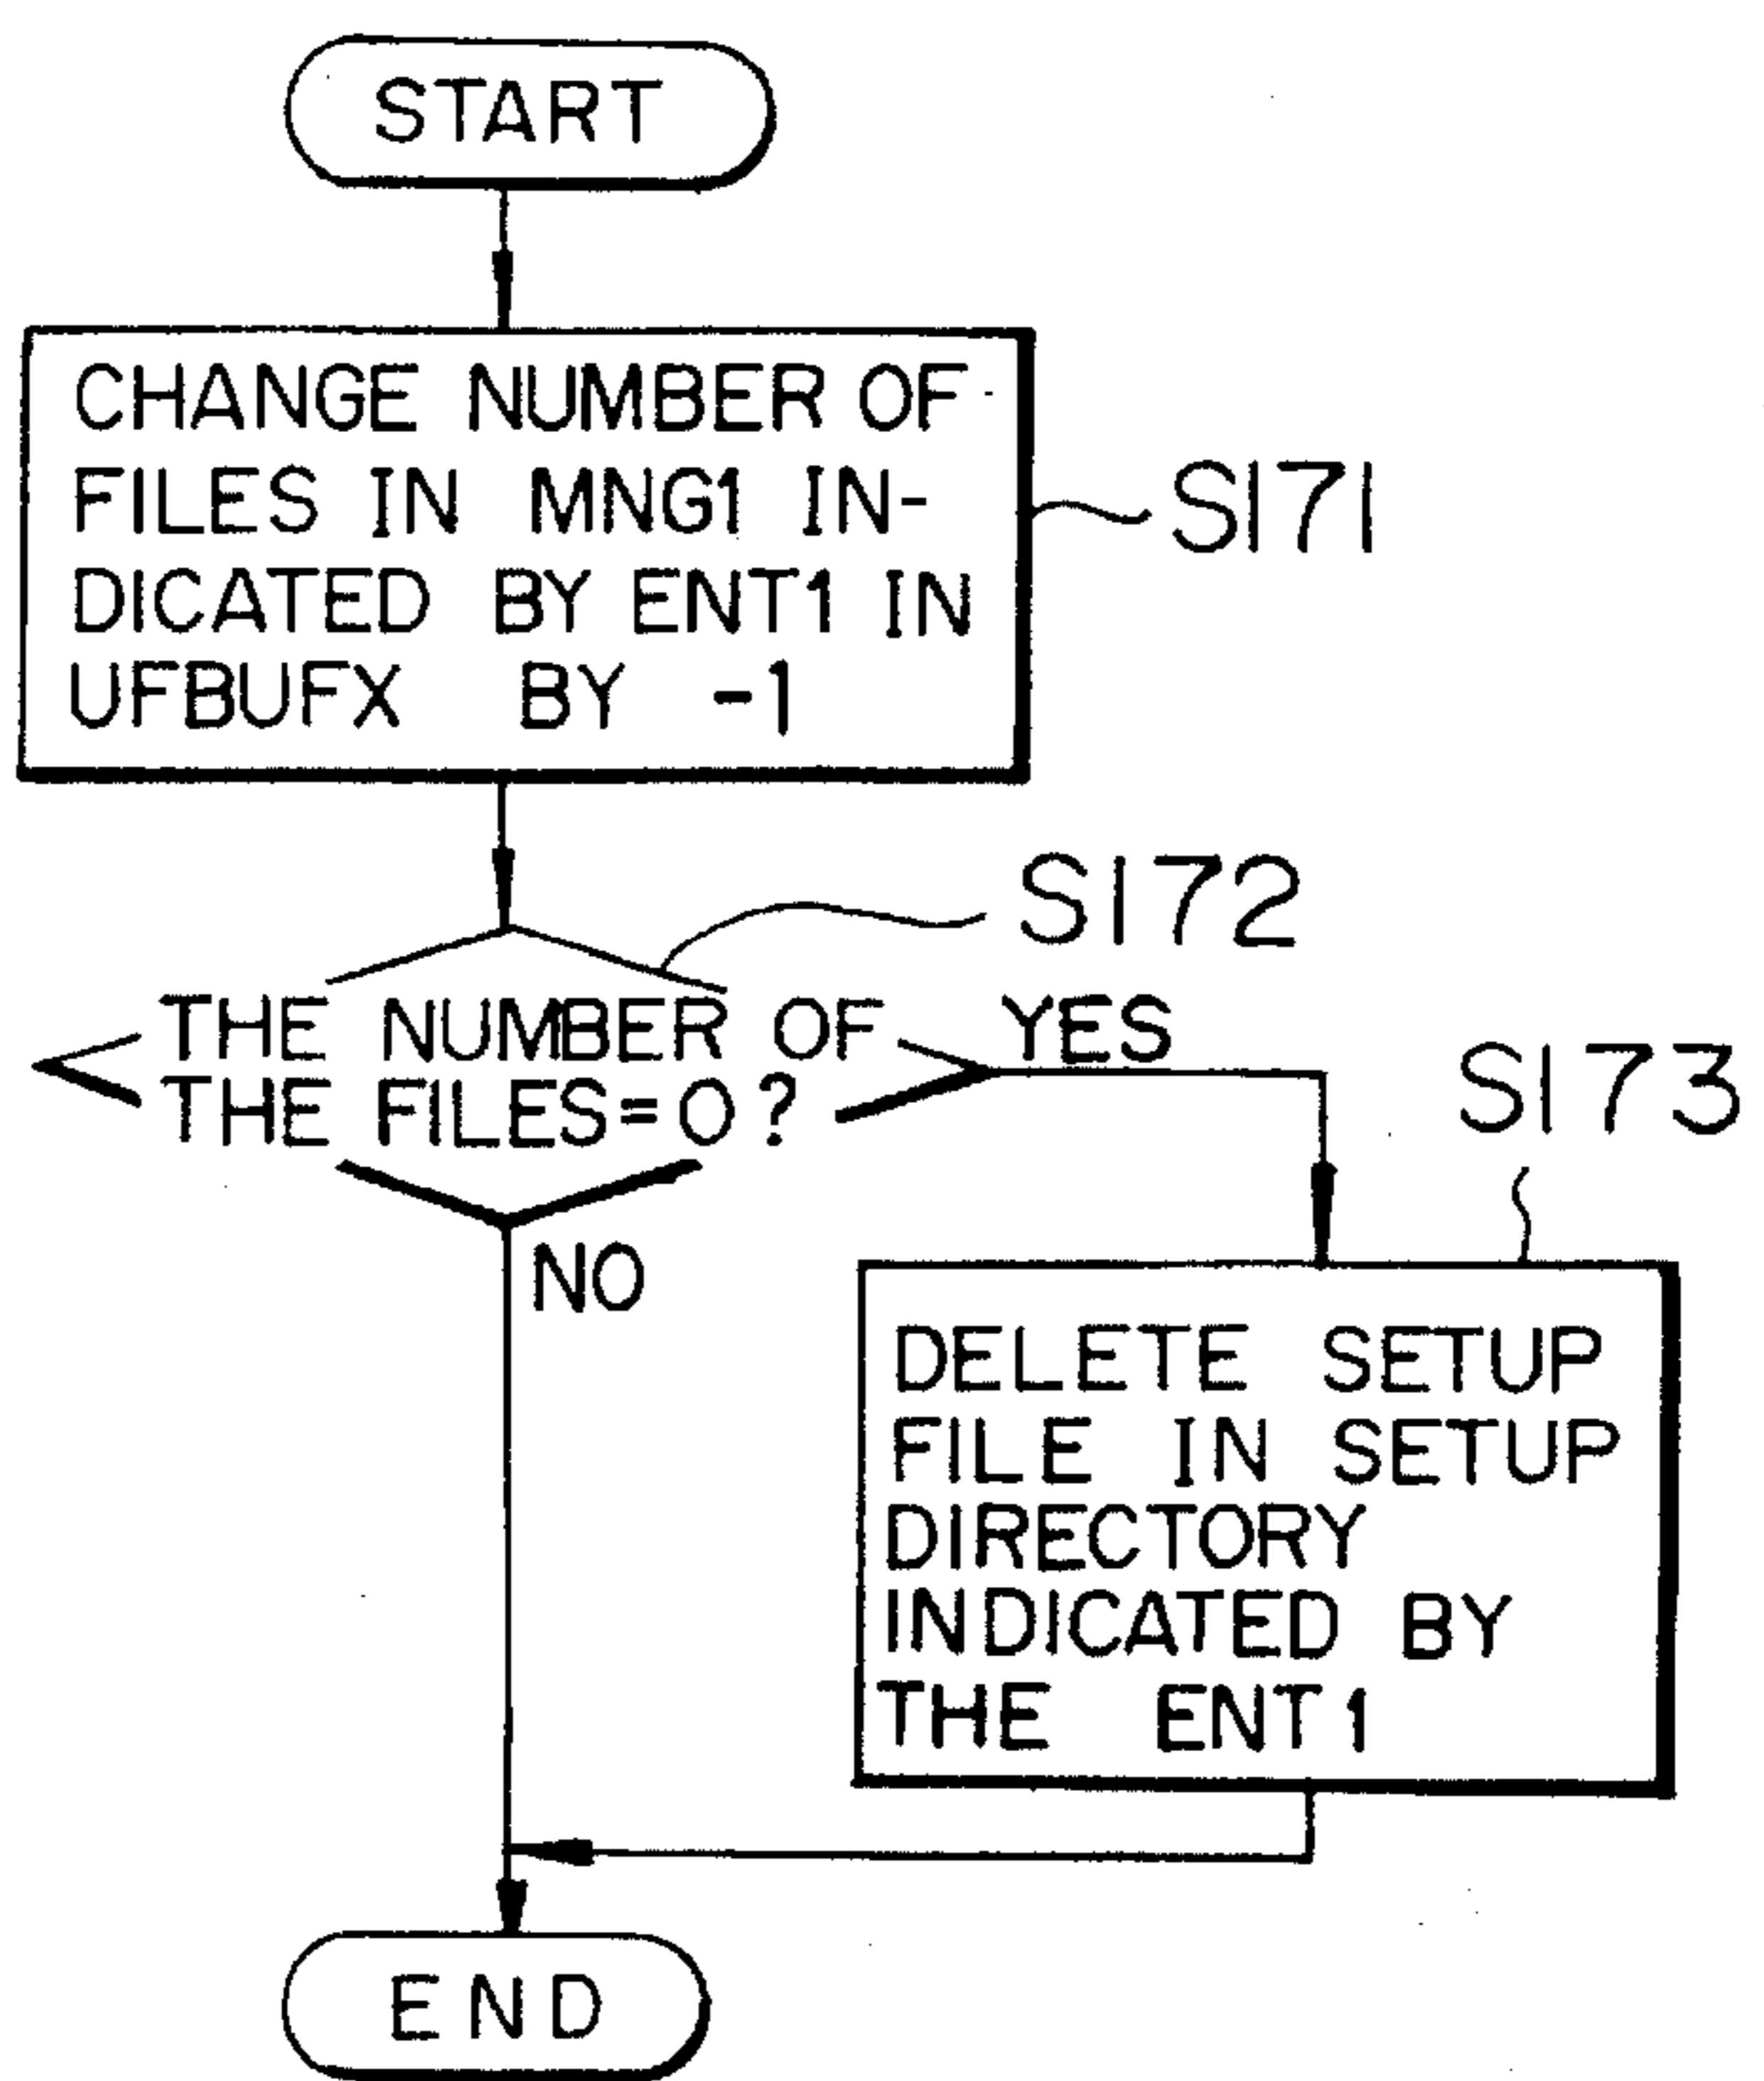 START
CHANGE NUMBER OF
FILES IN MNG1 IN-
DICATED BY ENT1 IN
UFBUFX BY -1
S171
S172
THE NUMBER OF
THE FILES=0?
YES
NO
S173
DELETE SETUP
FILE IN SETUP
DIRECTORY
INDICATED BY
THE ENT1
END